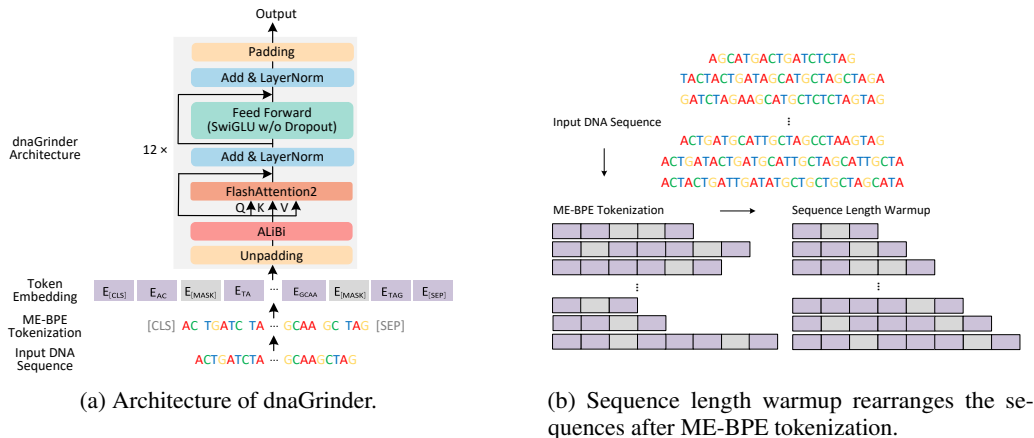 Output
Padding
Add & LayerNorm
Feed Forward
(SwiGLU w/o Dropout)
dnaGrinder
Architecture
12 ×
Add & LayerNorm
FlashAttention2
Q K V
ALiBi
Unpadding
Token
Embedding
E[CLS] EAC E[MASK] ETA ... EGCAA E[MASK] ETAG E[SEP]
ME-BPE
Tokenization
[CLS] AC TGATC TA ... GCAA GC TAG [SEP]
Input DNA
Sequence
ACTGATCTA ... GCAAGCTAG
(a) Architecture of dnaGrinder.
AGCATGACTGATCTCTAG
TACTACTGATAGCATGCTAGCTAGA
GATCTAGAAGCATGCTCTCTAGTAG
...
Input DNA Sequence
ACTGATGCATTGCTAGCCTAAGTAG
ACTGATACTGATGCATTGCTAGCATTGCTA
ACTACTGATTGATATGCTGCTGCTAGCATA
ME-BPE Tokenization
Sequence Length Warmup
...
...
(b) Sequence length warmup rearranges the se-
quences after ME-BPE tokenization.